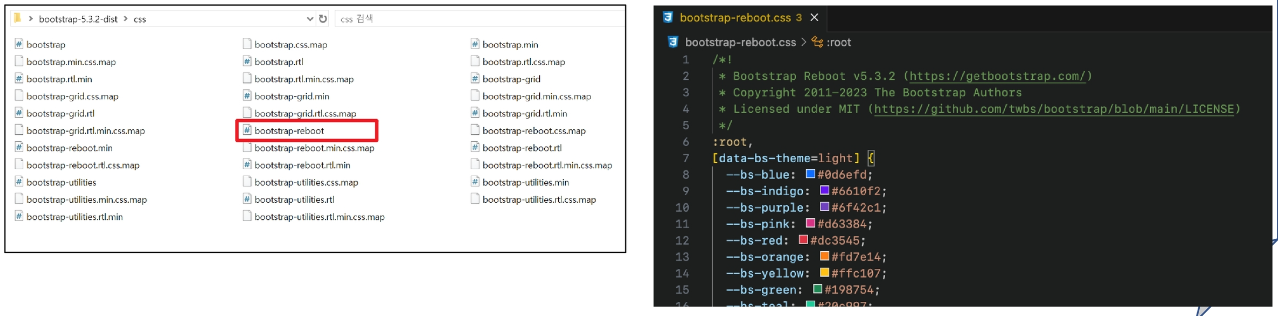 bootstrap-5.3.2-dist > css
css 검색
bootstrap bootstrap.css.map bootstrap.min
bootstrap.min.css.map bootstrap.rtl bootstrap.rtl.css.map
bootstrap.rtl.min bootstrap.rtl.min.css.map bootstrap-grid
bootstrap-grid.css.map bootstrap-grid.min bootstrap-grid.min.css.map
bootstrap-grid.rtl bootstrap-grid.rtl.css.map bootstrap-grid.rtl.min
bootstrap-grid.rtl.min.css.map bootstrap-reboot bootstrap-reboot.css.map
bootstrap-reboot.min bootstrap-reboot.min.css.map bootstrap-reboot.rtl
bootstrap-reboot.rtl.css.map bootstrap-reboot.rtl.min bootstrap-reboot.rtl.min.css.map
bootstrap-utilities bootstrap-utilities.css.map bootstrap-utilities.min
bootstrap-utilities.min.css.map bootstrap-utilities.rtl bootstrap-utilities.rtl.css.map
bootstrap-utilities.rtl.min bootstrap-utilities.rtl.min.css.map
bootstrap-reboot.css 3
bootstrap-reboot.css > :root
1 /*!
2 * Bootstrap Reboot v5.3.2 (https://getbootstrap.com/)
3 * Copyright 2011-2023 The Bootstrap Authors
4 * Licensed under MIT (https://github.com/twbs/bootstrap/blob/main/LICENSE)
5 */
6 :root,
7 [data-bs-theme=light] {
8 --bs-blue: #0d6efd;
9 --bs-indigo: #6610f2;
10 --bs-purple: #6f42c1;
11 --bs-pink: #d63384;
12 --bs-red: #dc3545;
13 --bs-orange: #fd7e14;
14 --bs-yellow: #ffc107;
15 --bs-green: #198754;
16 --bs-teal: #20c997;